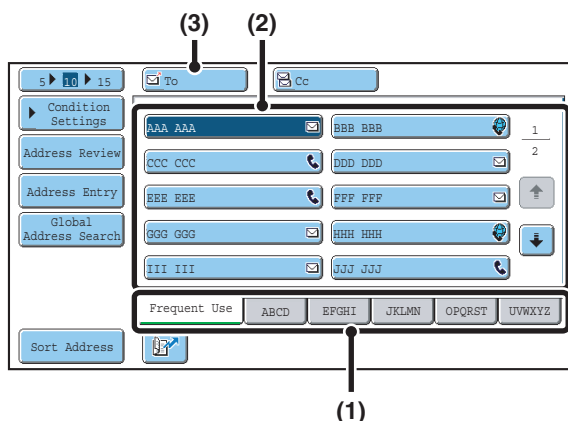 (3)
(2)
5 10 15
To
Cc
Condition
Settings
Address Review
Address Entry
Global
Address Search
Sort Address
AAA AAA
BBB BBB
CCC CCC
DDD DDD
EEE EEE
FFF FFF
GGG GGG
HHH HHH
III III
JJJ JJJ
1
2
Frequent Use
ABCD
EFGHI
JKLMN
OPQRST
UVWXYZ
(1)